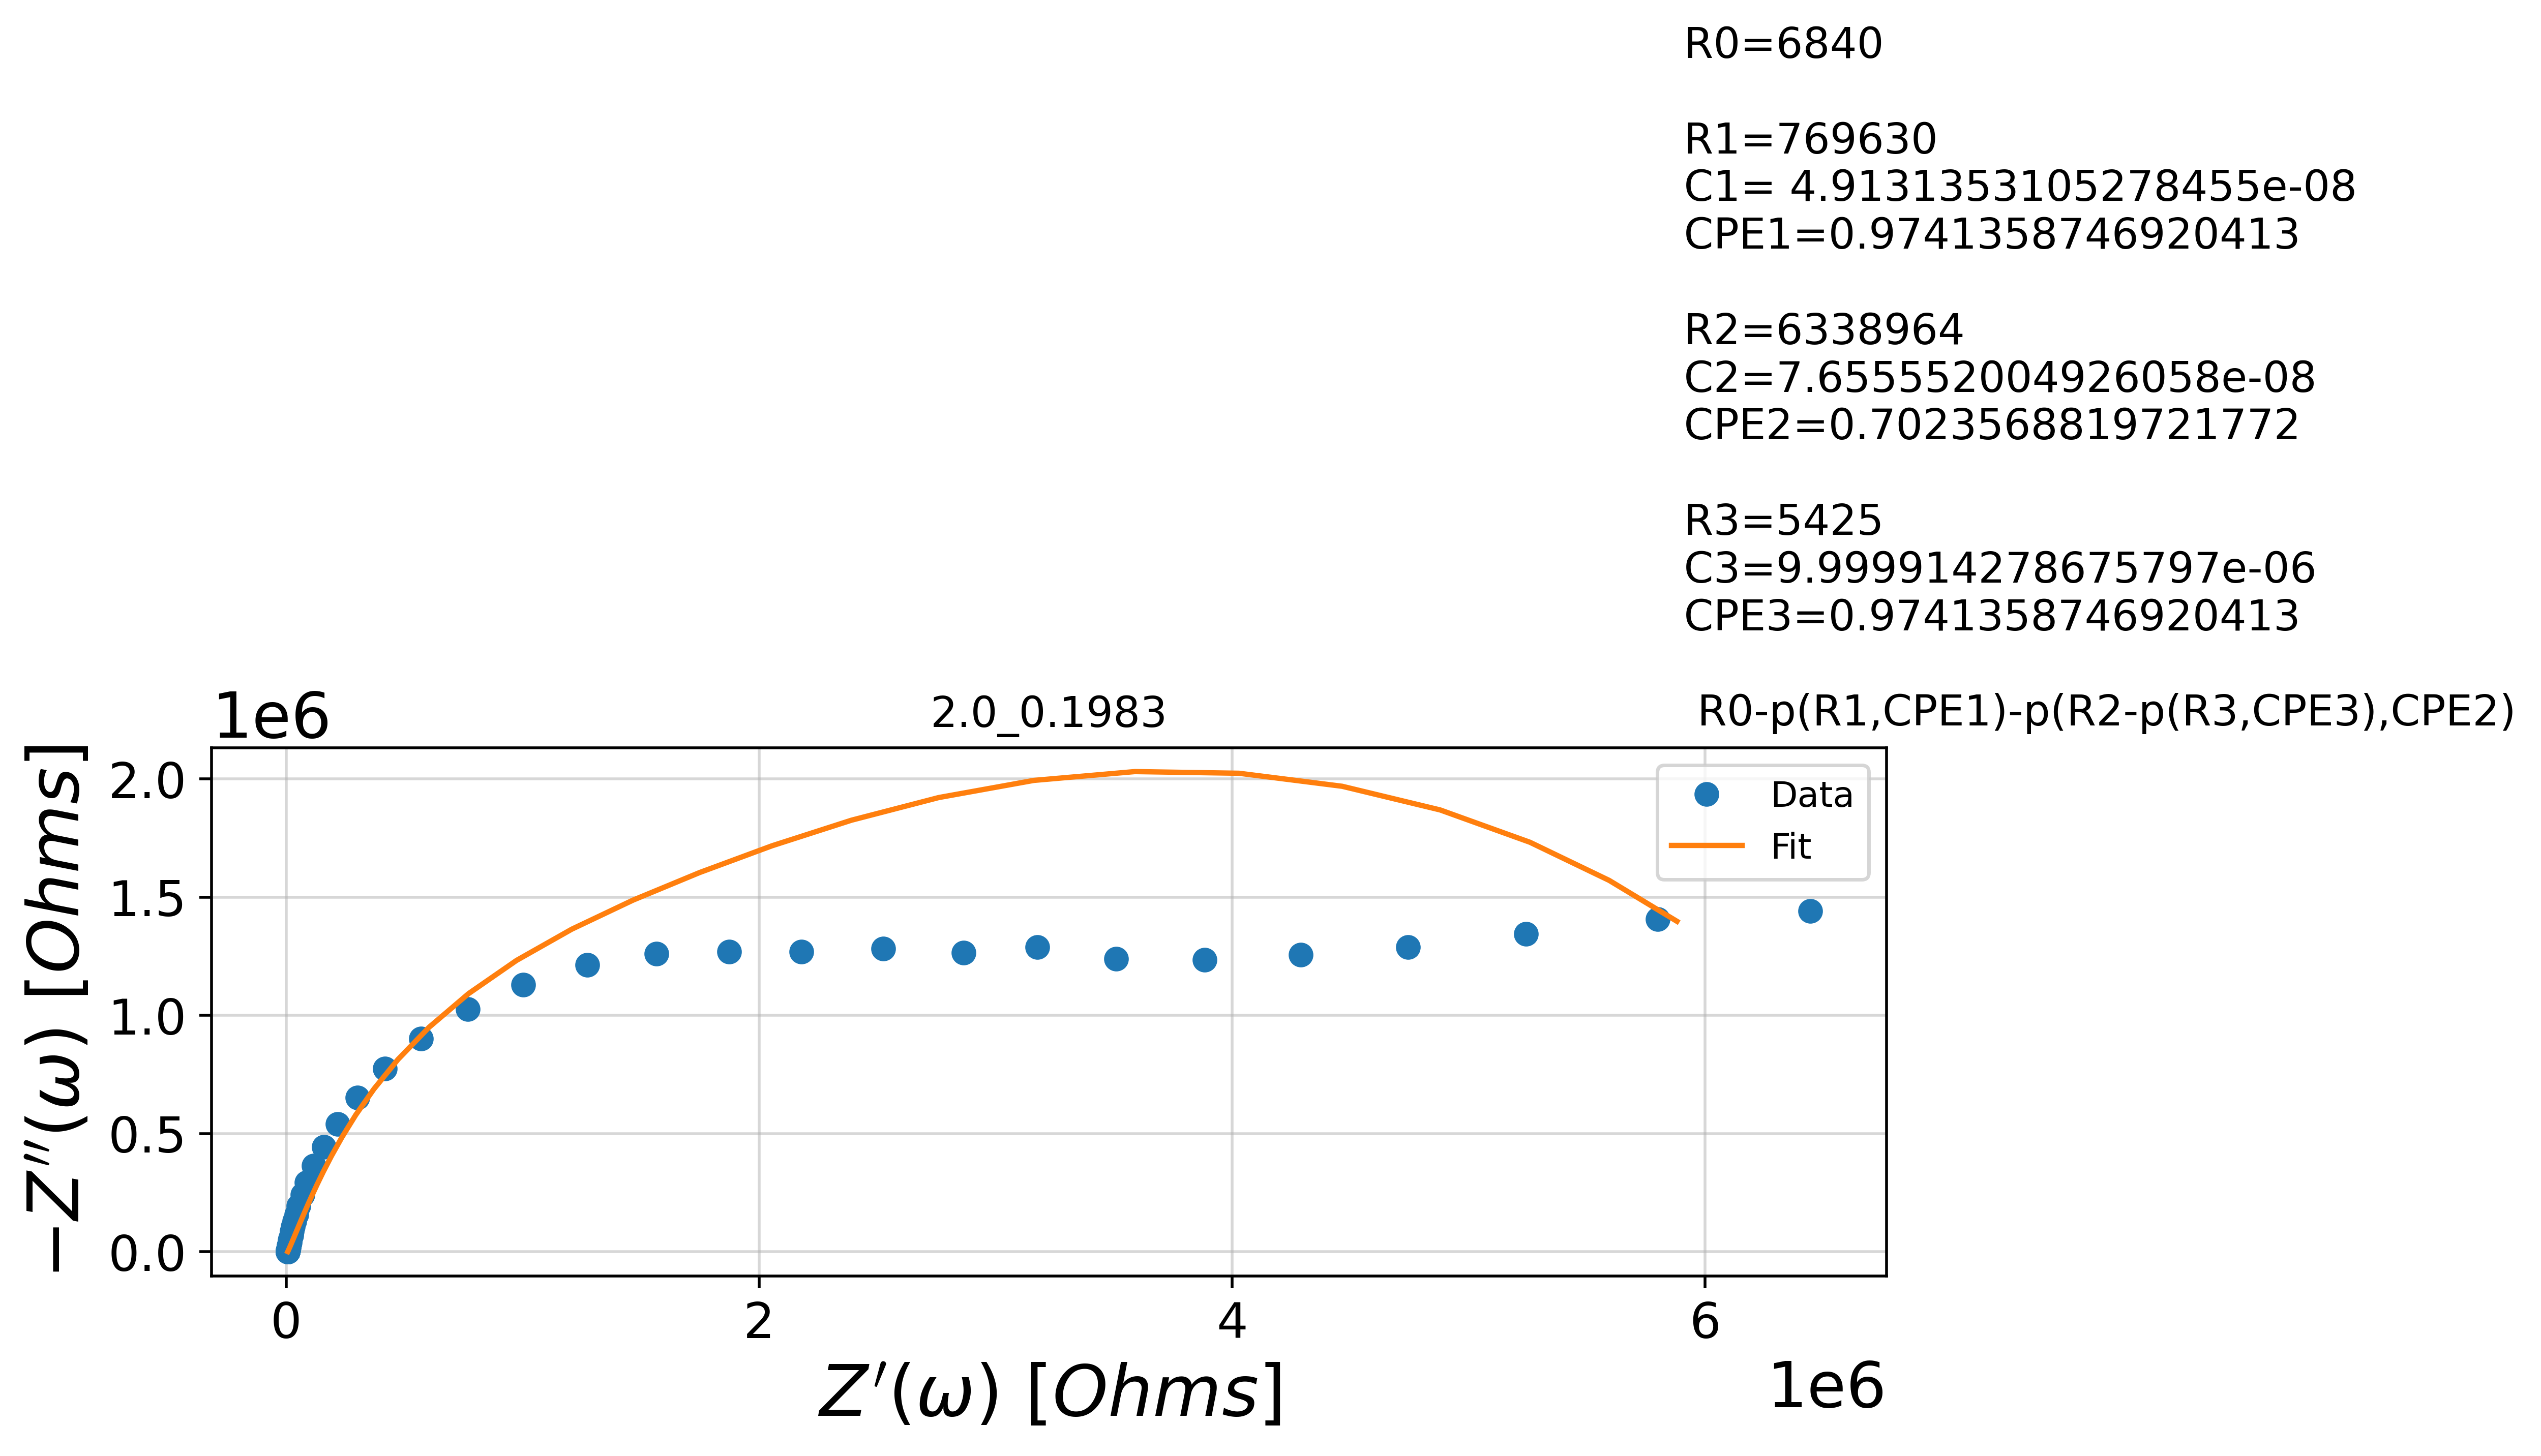 R0=6840
R1=769630
C1= 4.9131353105278455e-08
CPE1=0.9741358746920413
R2=6338964
C2=7.655552004926058e-08
CPE2=0.7023568819721772
R3=5425
C3=9.999914278675797e-06
CPE3=0.9741358746920413
2.0_0.1983
R0-p(R1,CPE1)-p(R2-p(R3,CPE3),CPE2)
1e6
−Z′′(ω) [Ohms]
2.0
1.5
1.0
0.5
0.0
Data
Fit
0 2 4 6
Z′(ω) [Ohms]
1e6